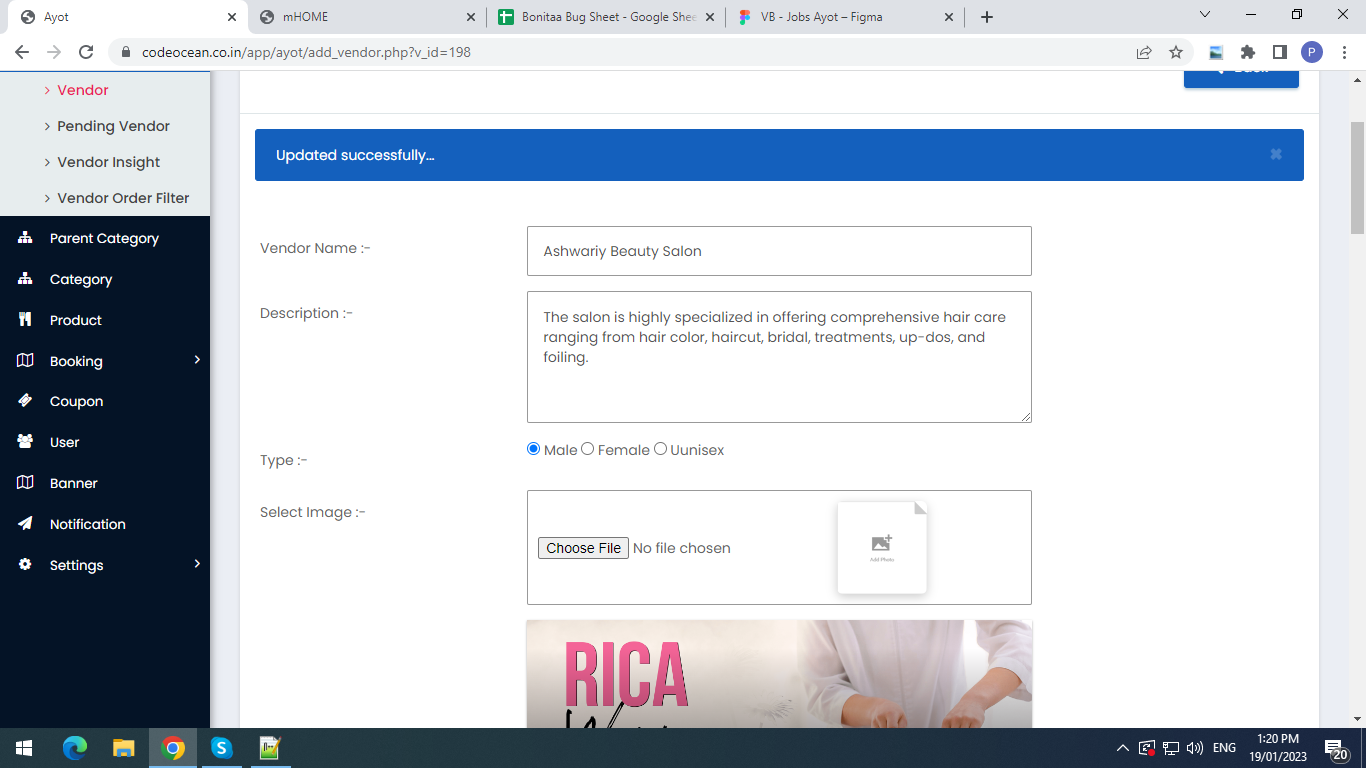 Ayot
mHOME
Bonitaa Bug Sheet - Google Shee
VB - Jobs Ayot – Figma
codeocean.co.in/app/ayot/add_vendor.php?v_id=198
P
Vendor
Pending Vendor
Vendor Insight
Vendor Order Filter
Parent Category
Category
Product
Booking
Coupon
User
Banner
Notification
Settings
Back
Updated successfully...
Vendor Name :-
Ashwariy Beauty Salon
Description :-
The salon is highly specialized in offering comprehensive hair care
ranging from hair color, haircut, bridal, treatments, up-dos, and
foiling.
Type :-
Male Female Uunisex
Select Image :-
Choose File No file chosen
Add Photo
RICA
ENG
1:20 PM
19/01/2023
20